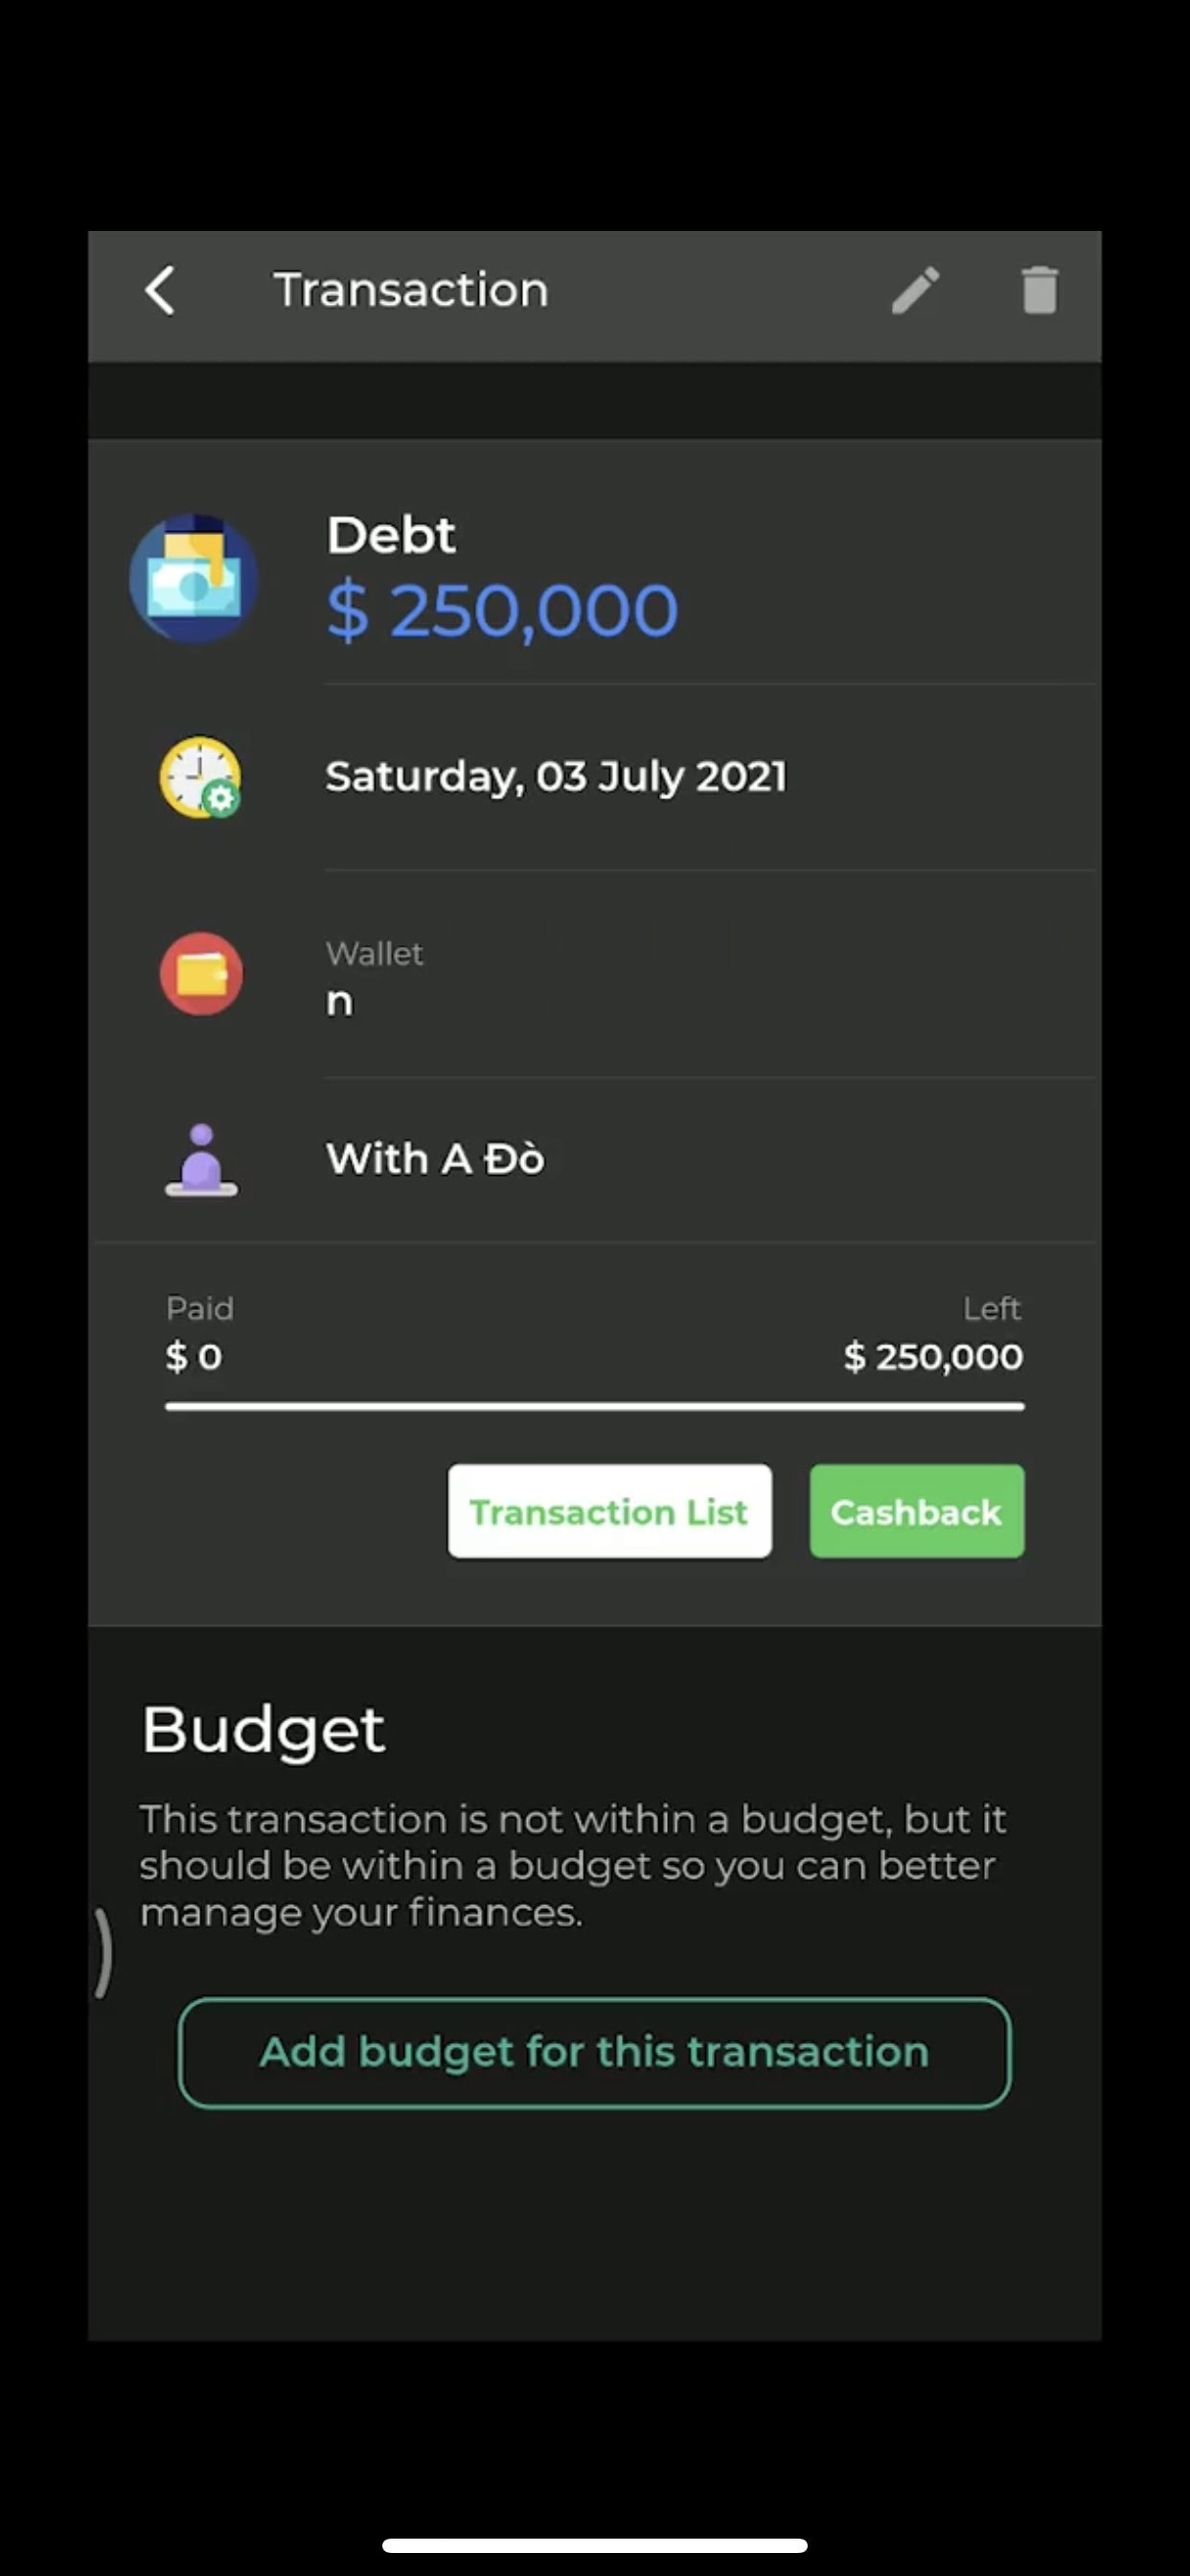 Transaction
Debt
$ 250,000
Saturday, 03 July 2021
Wallet
n
With A Đò
Paid
Left
$ 0
$ 250,000
Transaction List
Cashback
Budget
This transaction is not within a budget, but it
should be within a budget so you can better
manage your finances.
Add budget for this transaction